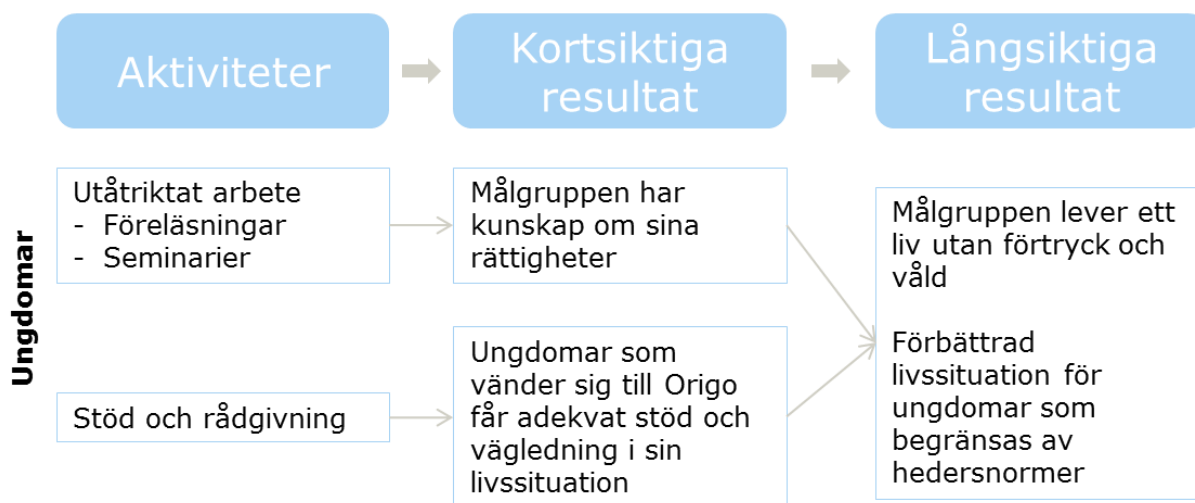 Aktiviteter
Kortsiktiga
resultat
Långsiktiga
resultat
Ungdomar
Utåtriktat arbete
- Föreläsningar
- Seminarier
Målgruppen har
kunskap om sina
rättigheter
Stöd och rådgivning
Ungdomar som
vänder sig till Origo
får adekvat stöd och
vägledning i sin
livssituation
Målgruppen lever ett
liv utan förtryck och
våld
Förbättrad
livssituation för
ungdomar som
begränsas av
hedersnormer